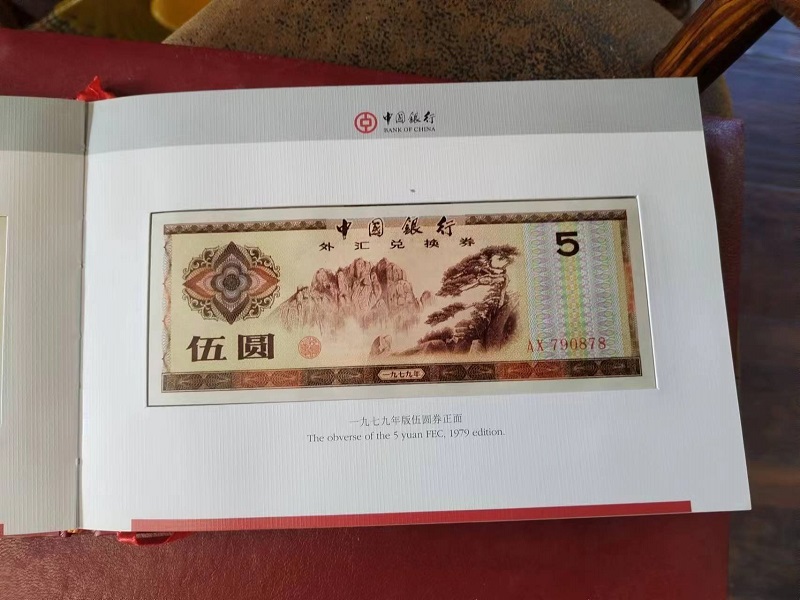 中国银行
BANK OF CHINA
中国银行
外汇兑换券
5
伍圆
AX 790878
一九七九年
一九七九年版伍圆券正面
The obverse of the 5 yuan FEC, 1979 edition.